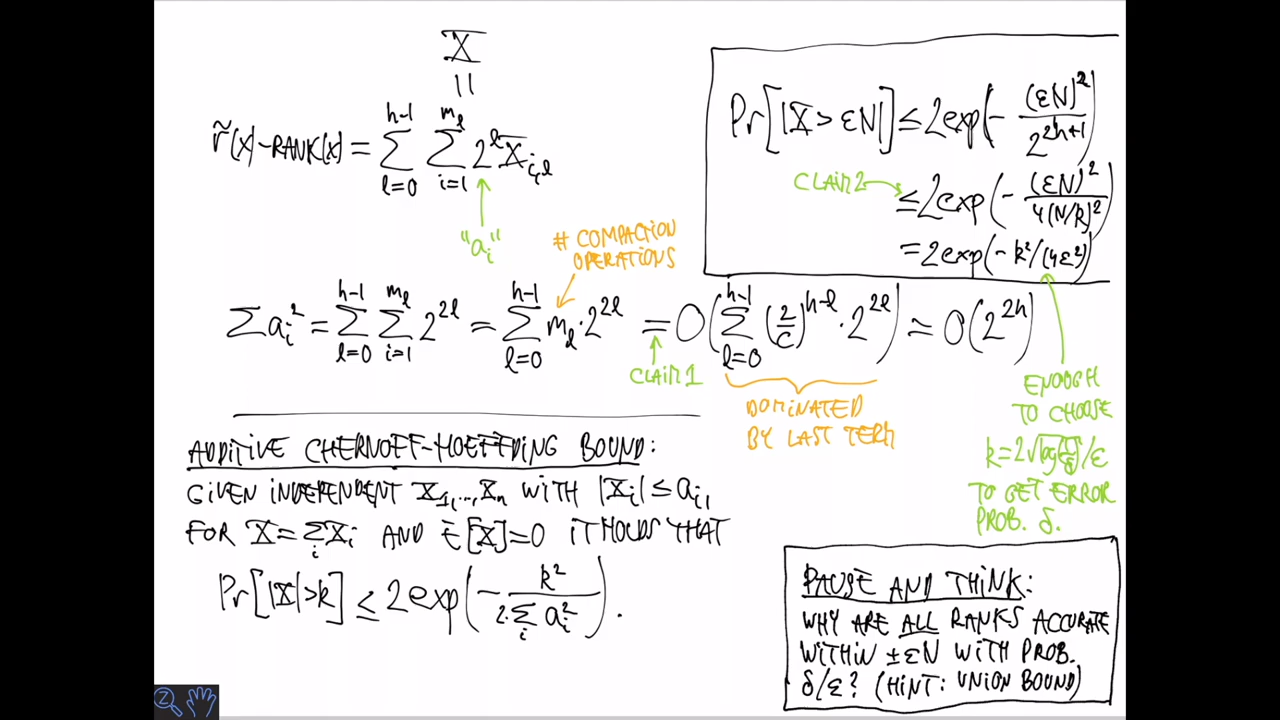 X
=
r̃(x)-RANK(x) = Σ_{l=0}^{h-1} Σ_{i=1}^{m_l} 2^l X_{i,l}
"a_i"
# COMPACTION
OPERATIONS
Σ a_i^2 = Σ_{l=0}^{h-1} Σ_{i=1}^{m_l} 2^{2l} = Σ_{l=0}^{h-1} m_l · 2^{2l} = O(Σ_{l=0}^{h-1} (2/C)^{h-l} · 2^{2l}) = O(2^{2h})
CLAIM 1
DOMINATED
BY LAST TERM
ADDITIVE CHERNOFF-HOEFFDING BOUND:
GIVEN INDEPENDENT X_1,...,X_n WITH |X_i| ≤ a_i,
FOR X = Σ_i X_i AND E[X]=0 IT HOLDS THAT
Pr[|X|>k] ≤ 2exp(- k^2 / (2·Σ_i a_i^2)).
Pr[|X > εN|] ≤ 2exp(- (εN)^2 / 2^{2h+1})
CLAIM 2
≤ 2exp(- (εN)^2 / 4(N/k)^2)
= 2exp(- k^2/(4ε^2))
ENOUGH
TO CHOOSE
TO GET ERROR
PROB. δ.
PAUSE AND THINK:
WHY ARE ALL RANKS ACCURATE
WITHIN ±εN WITH PROB.
δ/ε? (HINT: UNION BOUND)